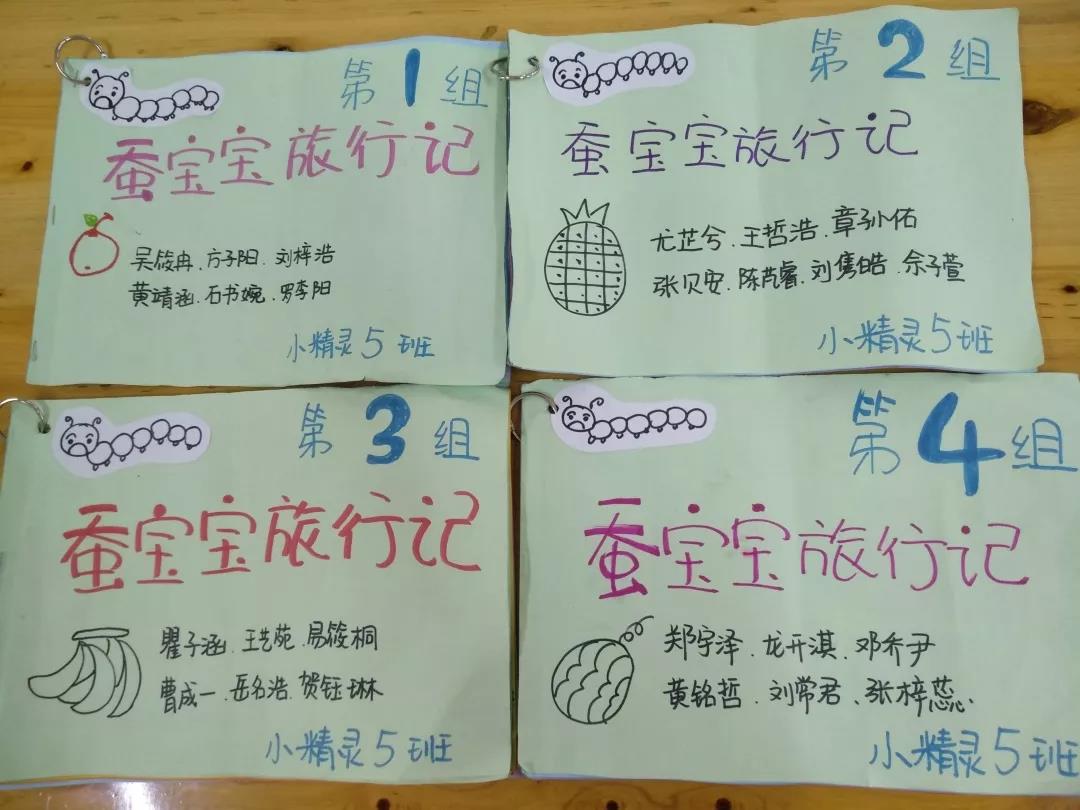 第1组
蚕宝宝旅行记
吴筱冉、方子阳、刘梓浩
黄靖涵、石书婉、罗李阳
小精灵5班
第2组
蚕宝宝旅行记
尤芷兮、王哲浩、章孙佑
张贝安、陈芃睿、刘隽皓、佘子萱
小精灵5班
第3组
蚕宝宝旅行记
瞿子涵、王艺苑、易筱桐
曹成一、岳名浩、贺钰琳
小精灵5班
第4组
蚕宝宝旅行记
郑宇泽、龙开淇、邓乔尹
黄铭哲、刘常君、张梓蕊
小精灵5班